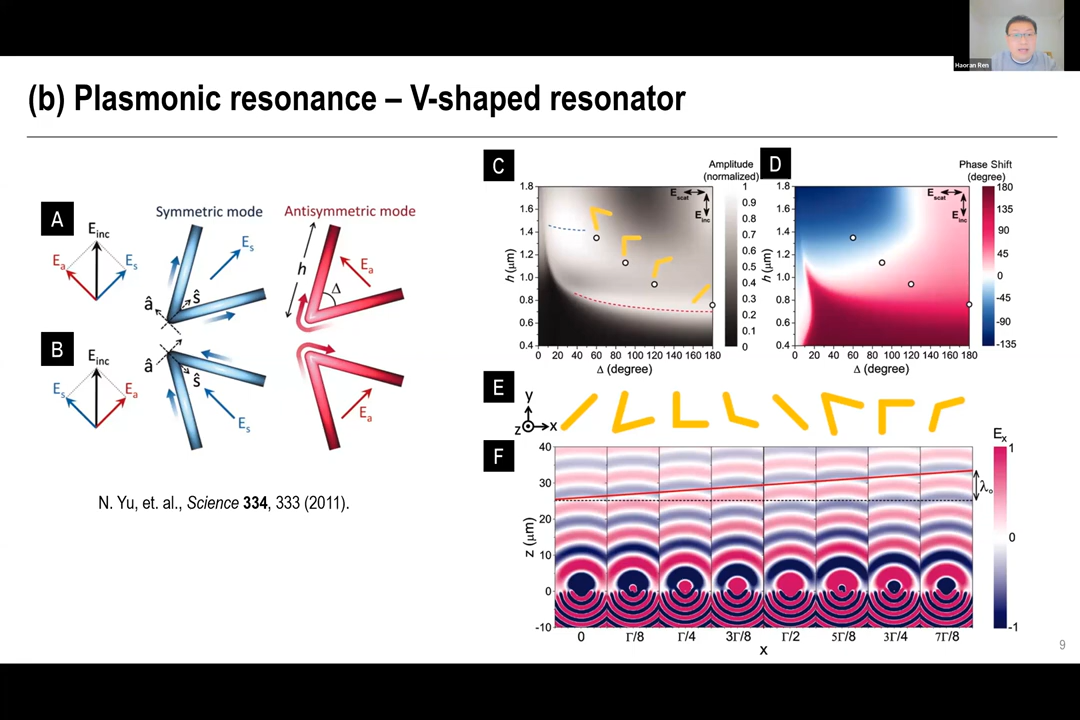 Haoran Ren
(b) Plasmonic resonance – V-shaped resonator
A
Symmetric mode
Antisymmetric mode
E_inc
E_a
E_s
E_s
h
E_a
Δ
â
ŝ
B
E_inc
E_s
E_a
â
ŝ
E_s
E_a
N. Yu, et. al., Science 334, 333 (2011).
C
Amplitude
(normalized)
E_scat
E_inc
h (μm)
1.8
1.6
1.4
1.2
1.0
0.8
0.6
0.4
0 20 40 60 80 100 120 140 160 180
Δ (degree)
1
0.9
0.8
0.7
0.6
0.5
0.4
0.3
0.2
0.1
0
D
Phase Shift
(degree)
E_scat
E_inc
h (μm)
1.8
1.6
1.4
1.2
1.0
0.8
0.6
0.4
0 20 40 60 80 100 120 140 160 180
Δ (degree)
180
135
90
45
0
-45
-90
-135
E
y
z
x
F
E_x
z (μm)
40
30
20
10
0
-10
λ_o
1
0
-1
0 Γ/8 Γ/4 3Γ/8 Γ/2 5Γ/8 3Γ/4 7Γ/8
x
9